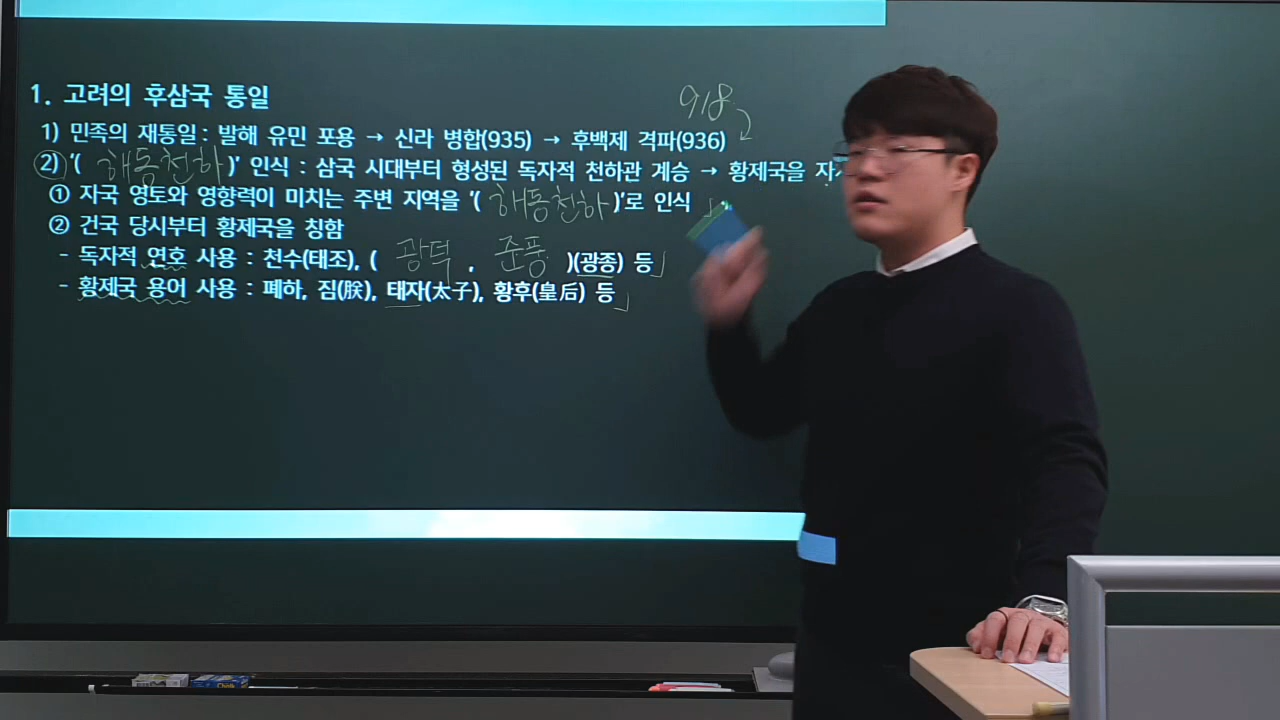 1. 고려의 후삼국 통일
918
1) 민족의 재통일 : 발해 유민 포용 → 신라 병합(935) → 후백제 격파(936)
2) '( 해동천하 )' 인식 : 삼국 시대부터 형성된 독자적 천하관 계승 → 황제국을
① 자국 영토와 영향력이 미치는 주변 지역을 '( 해동천하 )'로 인식
② 건국 당시부터 황제국을 칭함
- 독자적 연호 사용 : 천수(태조), ( 광덕 , 준풍 )(광종) 등
- 황제국 용어 사용 : 폐하, 짐(朕), 태자(太子), 황후(皇后) 등